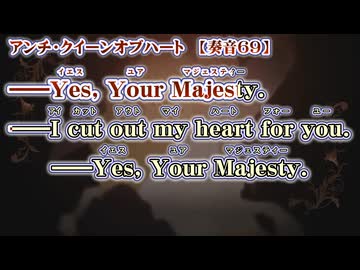 アンチ・クイーンオブハート 【奏音69】
イエス ユア マジェスティー
――Yes, Your Majesty.
アイ カット アウト マイ ハート フォー ユー
――I cut out my heart for you.
イエス ユア マジェスティー
――Yes, Your Majesty.